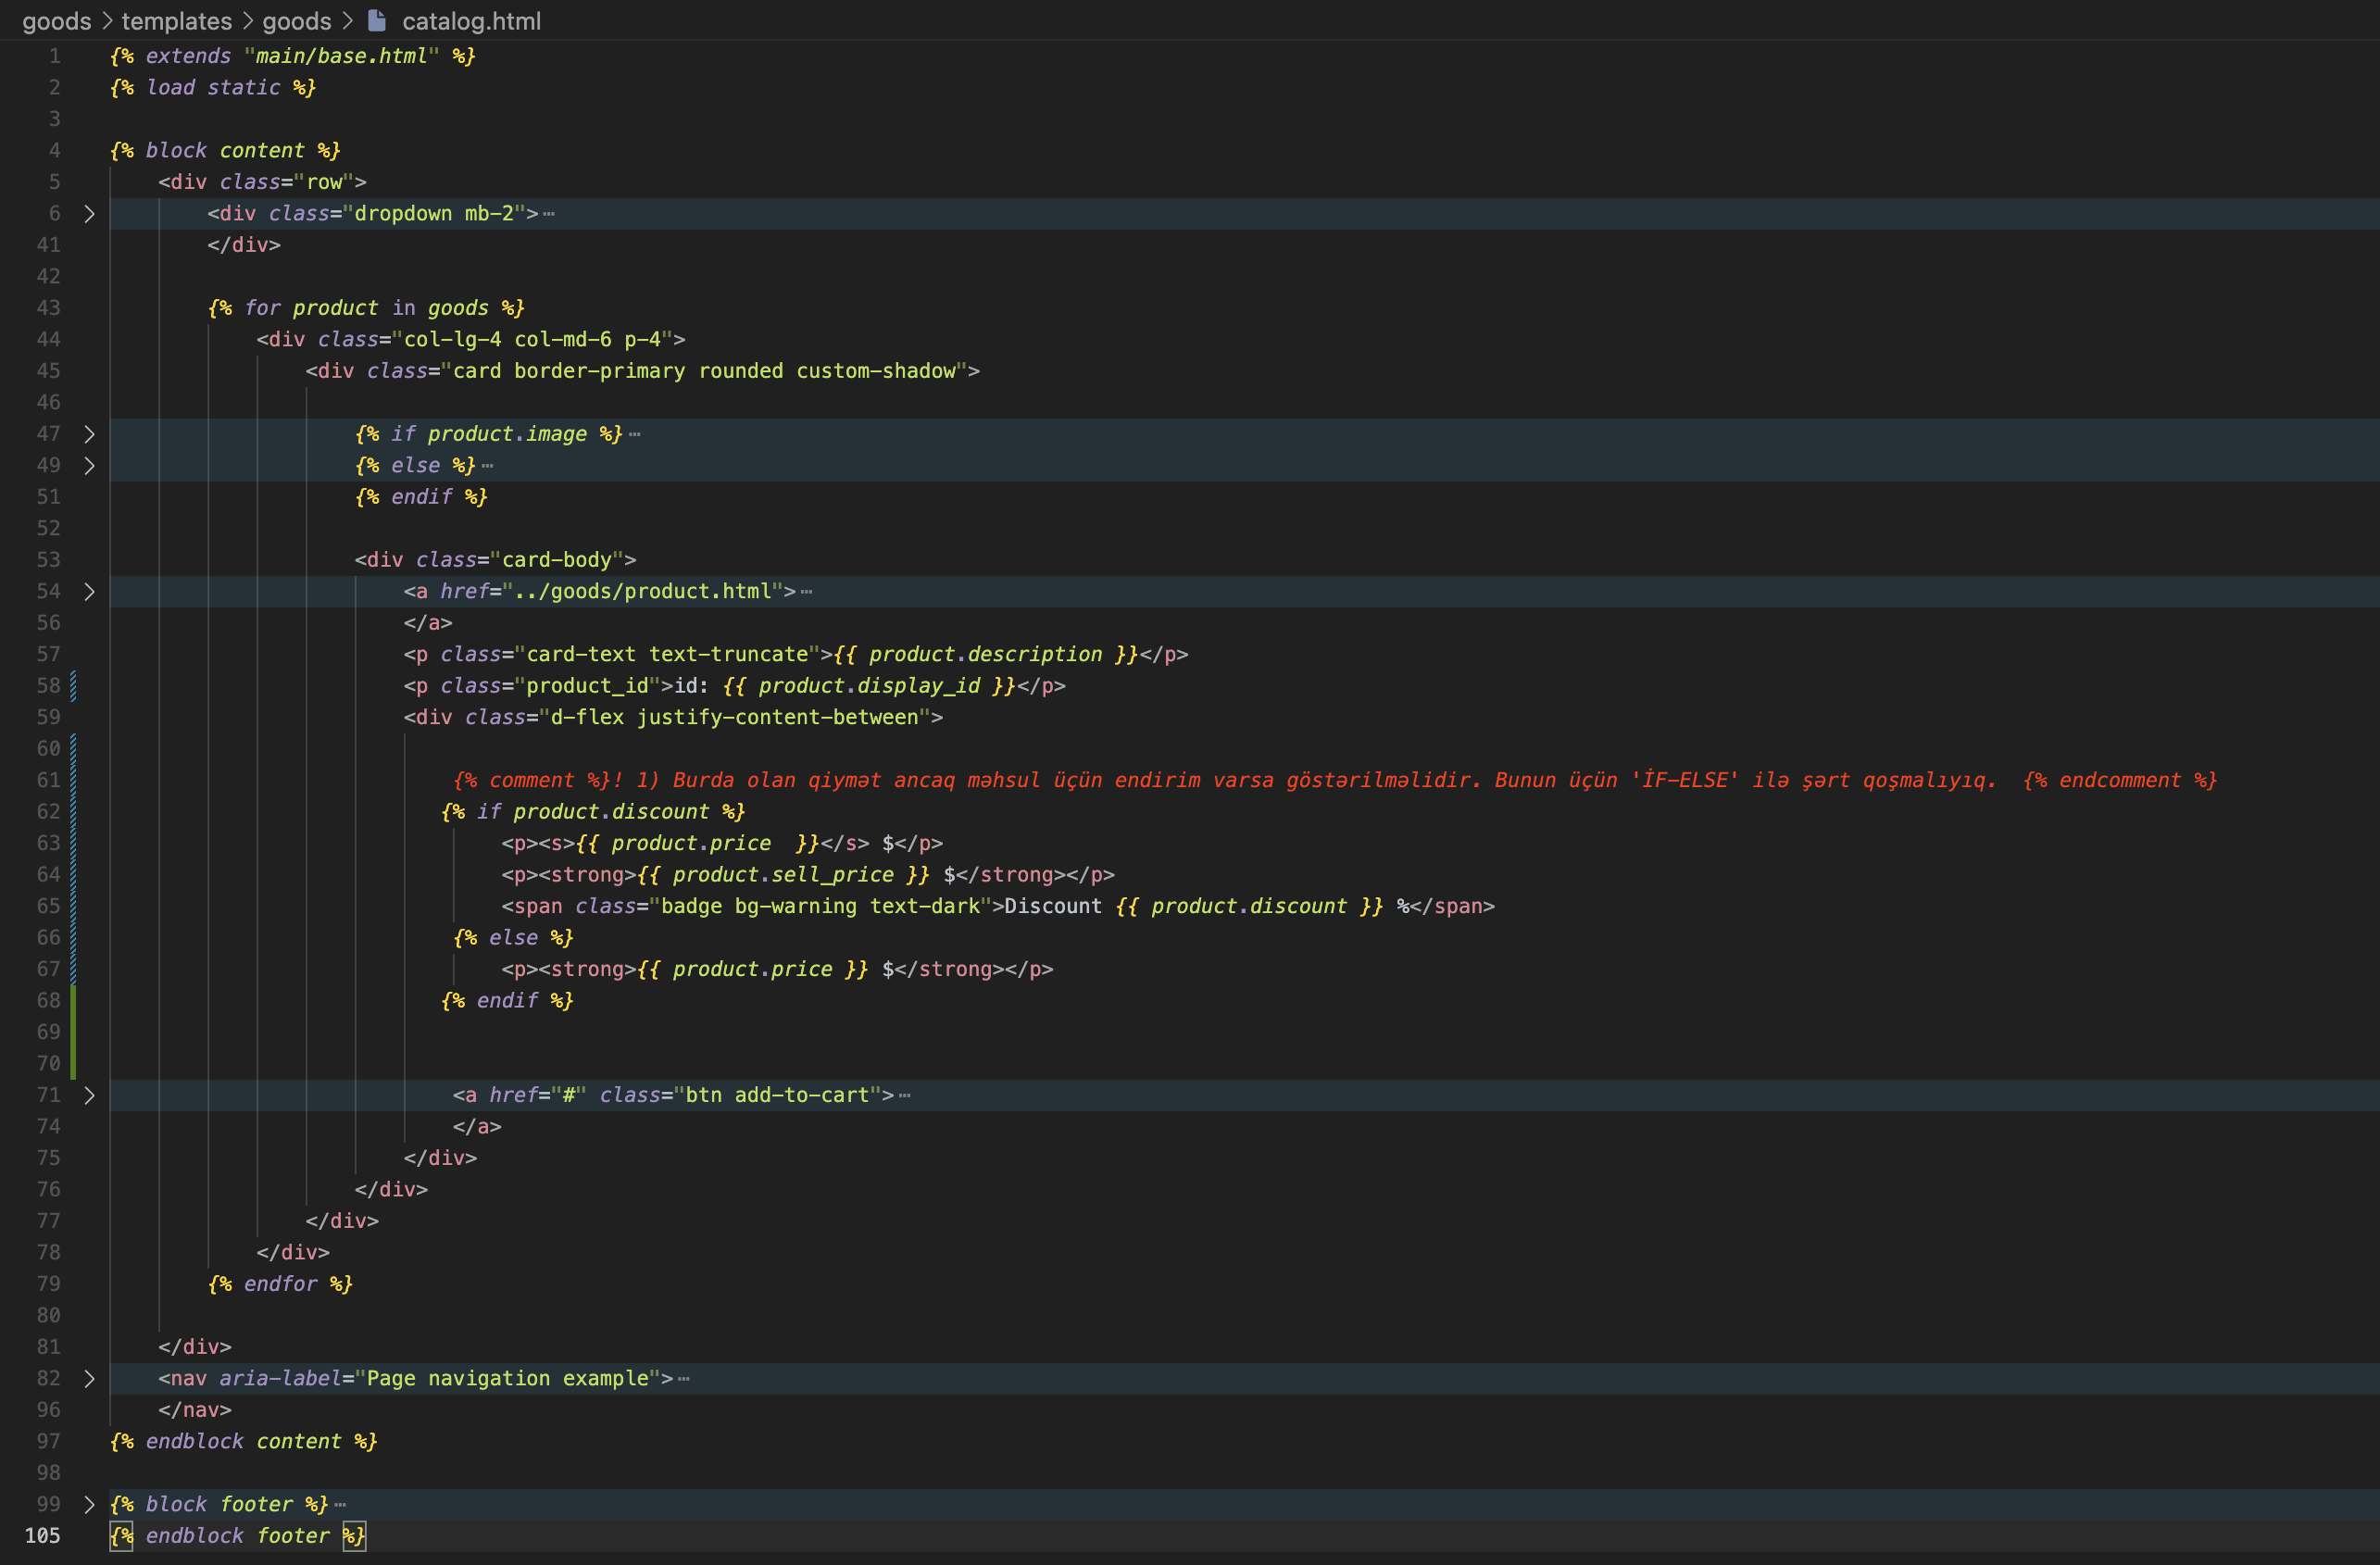 goods > templates > goods > catalog.html
1 {% extends "main/base.html" %}
2 {% load static %}
3
4 {% block content %}
5 <div class="row">
6 <div class="dropdown mb-2">⋯
41 </div>
42
43 {% for product in goods %}
44 <div class="col-lg-4 col-md-6 p-4">
45 <div class="card border-primary rounded custom-shadow">
46
47 {% if product.image %}⋯
49 {% else %}⋯
51 {% endif %}
52
53 <div class="card-body">
54 <a href="../goods/product.html">⋯
56 </a>
57 <p class="card-text text-truncate">{{ product.description }}</p>
58 <p class="product_id">id: {{ product.display_id }}</p>
59 <div class="d-flex justify-content-between">
60
61 {% comment %}! 1) Burda olan qiymət ancaq məhsul üçün endirim varsa göstərilməlidir. Bunun üçün 'İF-ELSE' ilə şərt qoşmalıyıq.  {% endcomment %}
62 {% if product.discount %}
63 <p><s>{{ product.price  }}</s> $</p>
64 <p><strong>{{ product.sell_price }} $</strong></p>
65 <span class="badge bg-warning text-dark">Discount {{ product.discount }} %</span>
66 {% else %}
67 <p><strong>{{ product.price }} $</strong></p>
68 {% endif %}
69
70
71 <a href="#" class="btn add-to-cart">⋯
74 </a>
75 </div>
76 </div>
77 </div>
78 </div>
79 {% endfor %}
80
81 </div>
82 <nav aria-label="Page navigation example">⋯
96 </nav>
97 {% endblock content %}
98
99 {% block footer %}⋯
105 {% endblock footer %}